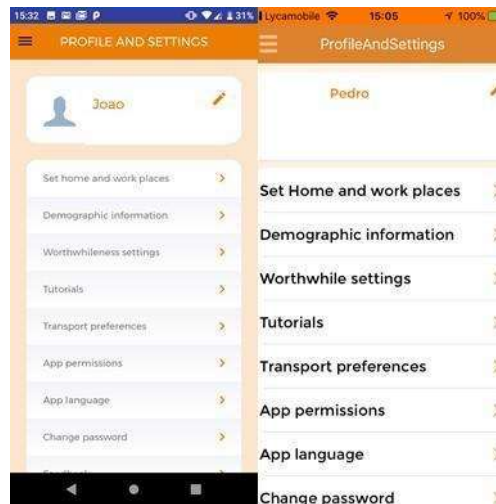 15:32
31%
PROFILE AND SETTINGS
Joao
Set home and work places
Demographic information
Worthwhileness settings
Tutorials
Transport preferences
App permissions
App language
Change password
Lycamobile
15:05
100%
ProfileAndSettings
Pedro
Set Home and work places
Demographic information
Worthwhile settings
Tutorials
Transport preferences
App permissions
App language
Change password